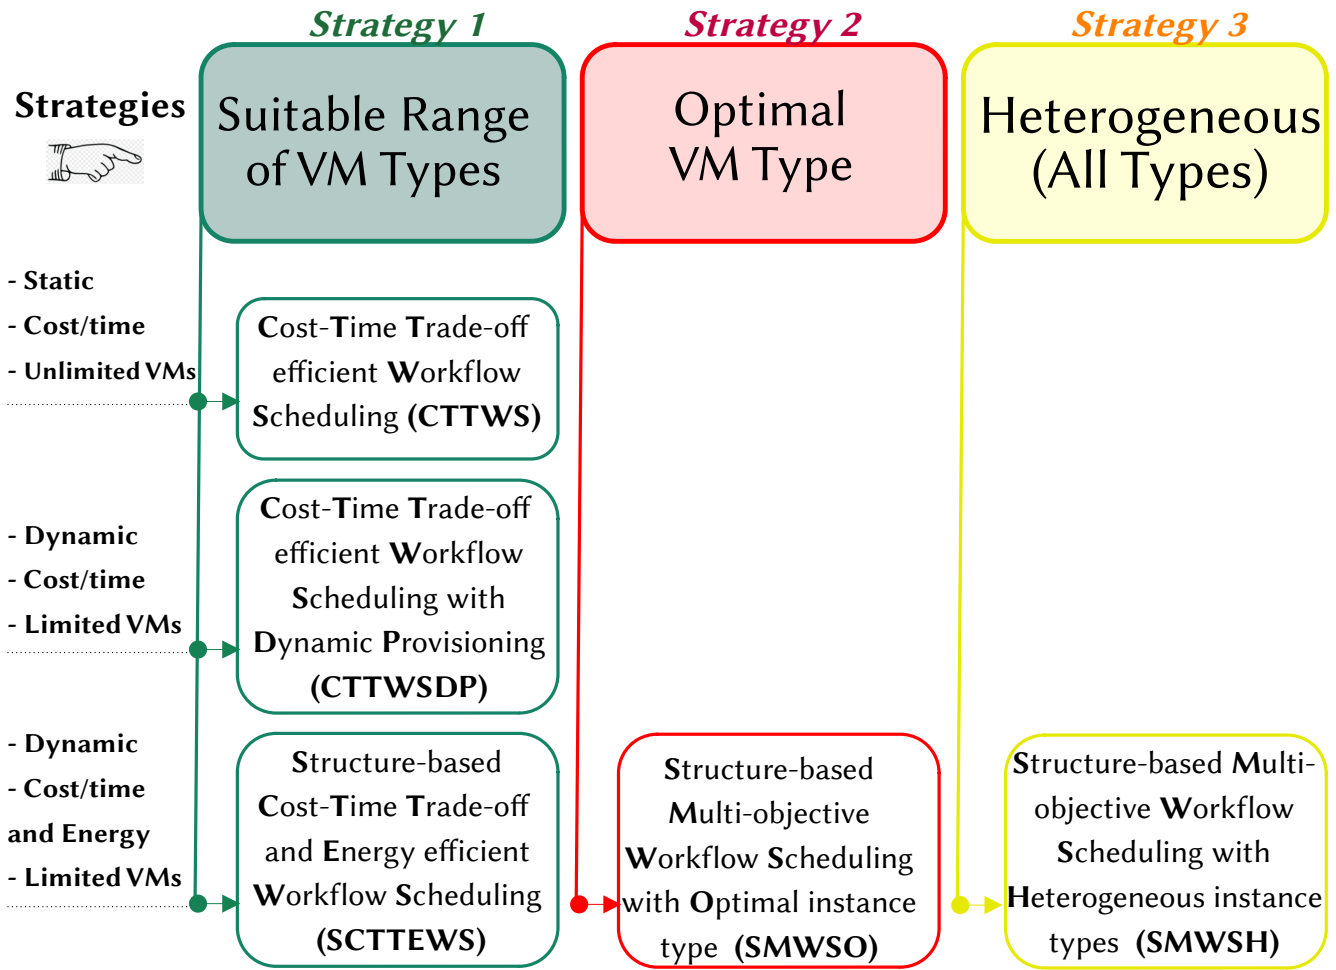 Strategy 1
Strategy 2
Strategy 3
Strategies
Suitable Range
of VM Types
Optimal
VM Type
Heterogeneous
(All Types)
- Static
- Cost/time
- Unlimited VMs
Cost-Time Trade-off
efficient Workflow
Scheduling (CTTWS)
- Dynamic
- Cost/time
- Limited VMs
Cost-Time Trade-off
efficient Workflow
Scheduling with
Dynamic Provisioning
(CTTWSDP)
- Dynamic
- Cost/time
and Energy
- Limited VMs
Structure-based
Cost-Time Trade-off
and Energy efficient
Workflow Scheduling
(SCTTEWS)
Structure-based
Multi-objective
Workflow Scheduling
with Optimal instance
type (SMWSO)
Structure-based Multi-
objective Workflow
Scheduling with
Heterogeneous instance
types (SMWSH)